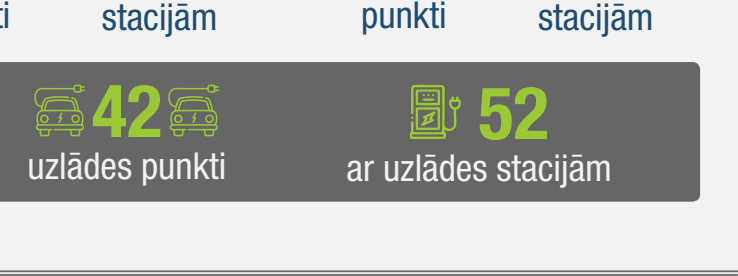 stacijām
punkti
stacijām
42
52
uzlādes punkti
ar uzlādes stacijām